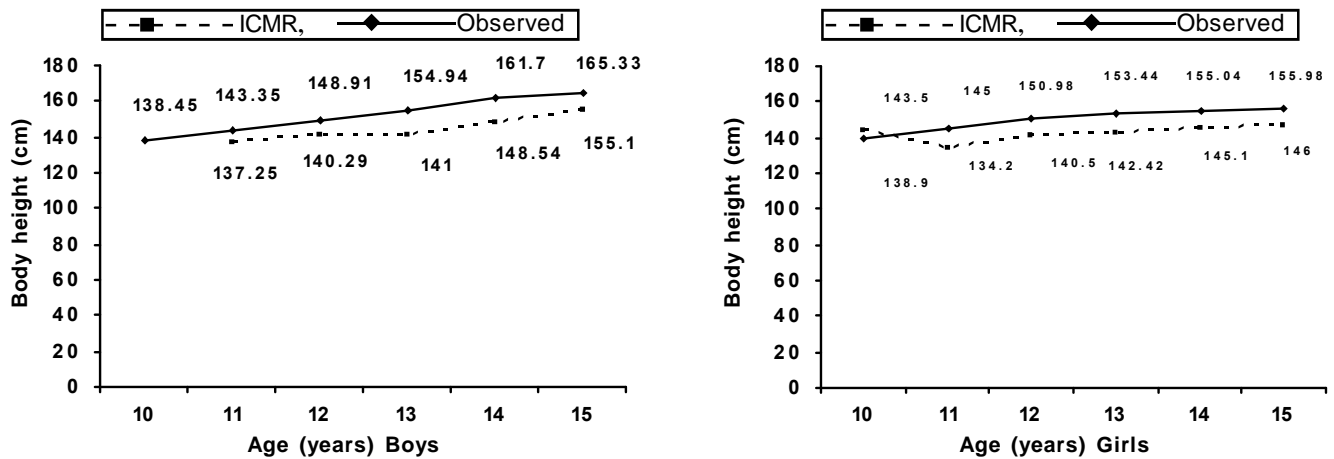 ICMR, Observed
Body height (cm)
180
160
140
120
100
80
60
40
20
0
138.45 143.35 148.91 154.94 161.7 165.33
137.25 140.29 141 148.54 155.1
10 11 12 13 14 15
Age (years) Boys
ICMR, Observed
Body height (cm)
180
160
140
120
100
80
60
40
20
0
143.5 145 150.98 153.44 155.04 155.98
138.9 134.2 140.5 142.42 145.1 146
10 11 12 13 14 15
Age (years) Girls